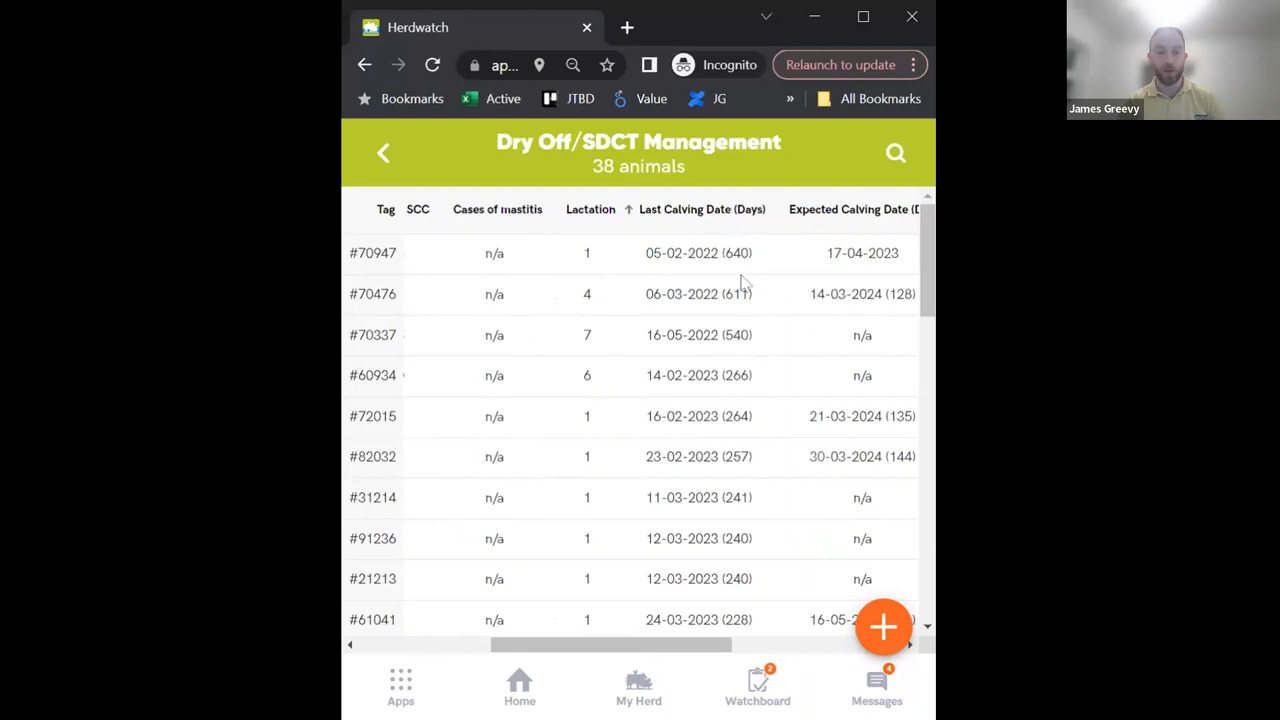 Herdwatch
ap...
Incognito
Relaunch to update
Bookmarks
Active
JTBD
Value
JG
»
All Bookmarks
James Greevy
Dry Off/SDCT Management
38 animals
Tag SCC Cases of mastitis Lactation ↑ Last Calving Date (Days) Expected Calving Date (D
#70947 n/a 1 05-02-2022 (640) 17-04-2023
#70476 n/a 4 06-03-2022 (611) 14-03-2024 (128)
#70337 n/a 7 16-05-2022 (540) n/a
#60934 n/a 6 14-02-2023 (266) n/a
#72015 n/a 1 16-02-2023 (264) 21-03-2024 (135)
#82032 n/a 1 23-02-2023 (257) 30-03-2024 (144)
#31214 n/a 1 11-03-2023 (241) n/a
#91236 n/a 1 12-03-2023 (240) n/a
#21213 n/a 1 12-03-2023 (240) n/a
#61041 n/a 1 24-03-2023 (228) 16-05-2
2
4
Apps
Home
My Herd
Watchboard
Messages